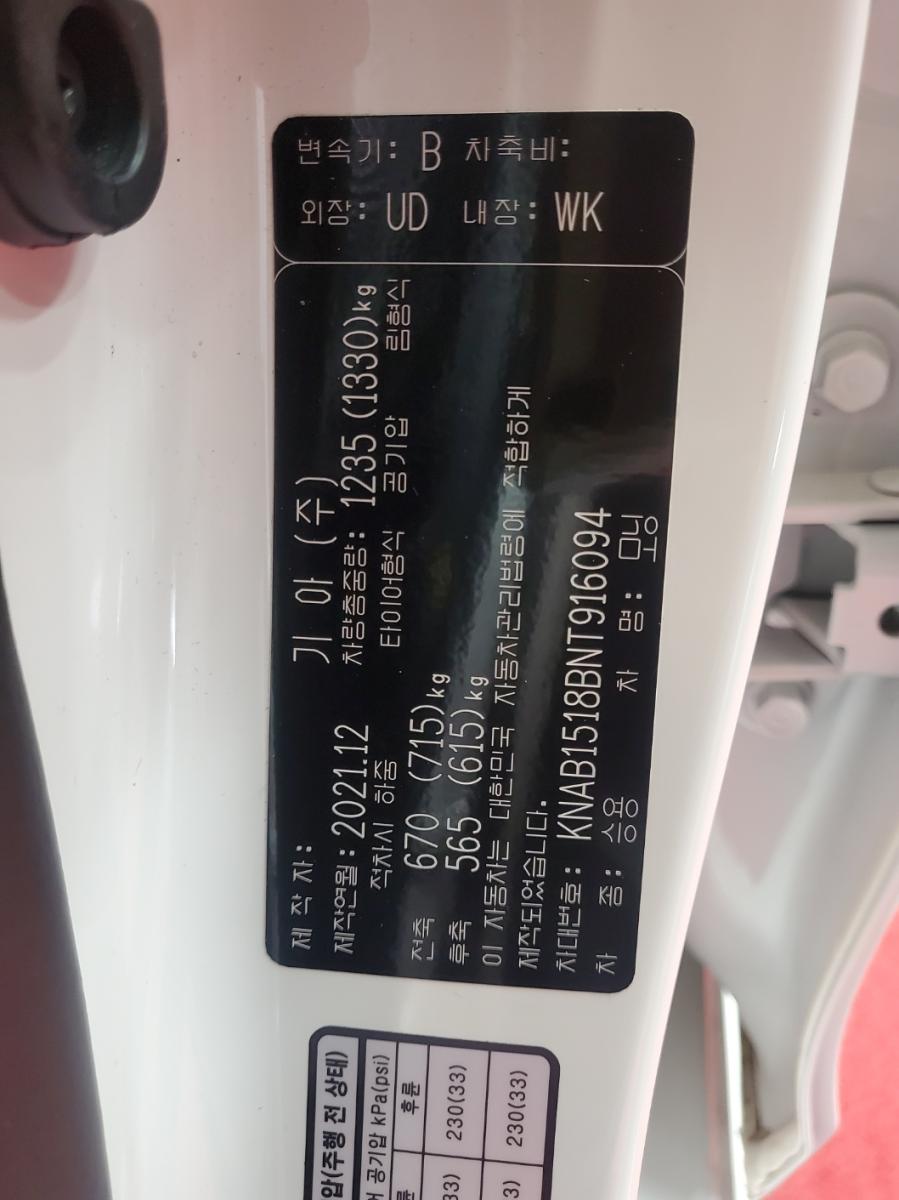 변속기: B 차축비:
외장: UD 내장: WK
제 작 자: 기 아 (주)
제작연월: 2021.12 차량총중량: 1235 (1330)kg
적차시 하중 타이어형식 공기압 림형식
전축 670 (715)kg
후축 565 (615)kg
이 자동차는 대한민국 자동차관리법령에 적합하게
제작되었습니다.
차대번호: KNAB1518BNT916094
차 종: 승용 차 명: 모닝
압(주행 전 상태)
공기압 kPa(psi)
륜 후륜
33) 230(33)
3) 230(33)